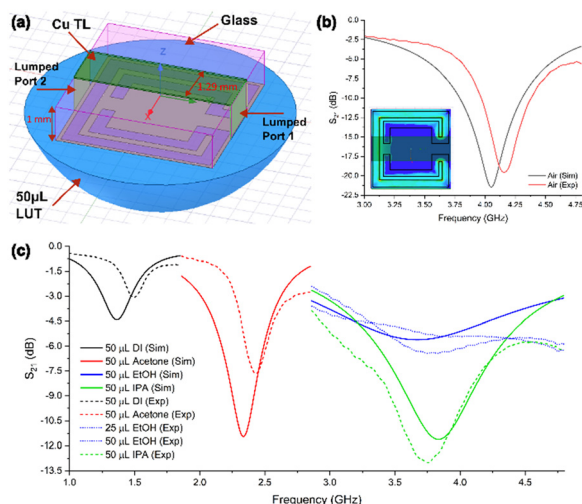 (a)
Cu TL
Glass
Lumped
Port 2
Z
1.29 mm
X
1 mm
Lumped
Port 1
50µL
LUT
(b)
0.0
-2.5
-5.0
-7.5
-10.0
-12.5
-15.0
-17.5
-20.0
-22.5
S21 (dB)
Air (Sim)
Air (Exp)
3.00 3.25 3.50 3.75 4.00 4.25 4.50 4.75
Frequency (GHz)
(c)
0.0
-1.5
-3.0
-4.5
-6.0
-7.5
-9.0
-10.5
-12.0
-13.5
S21 (dB)
50 µL DI (Sim)
50 µL Acetone (Sim)
50 µL EtOH (Sim)
50 µL IPA (Sim)
50 µL DI (Exp)
50 µL Acetone (Exp)
25 µL EtOH (Exp)
50 µL EtOH (Exp)
50 µL IPA (Exp)
1.0 1.5 2.0 2.5 3.0 3.5 4.0 4.5
Frequency (GHz)